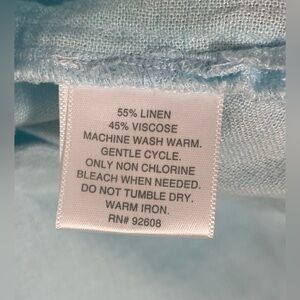 55% LINEN
45% VISCOSE
MACHINE WASH WARM.
GENTLE CYCLE.
ONLY NON CHLORINE
BLEACH WHEN NEEDED.
DO NOT TUMBLE DRY.
WARM IRON.
RN# 92608